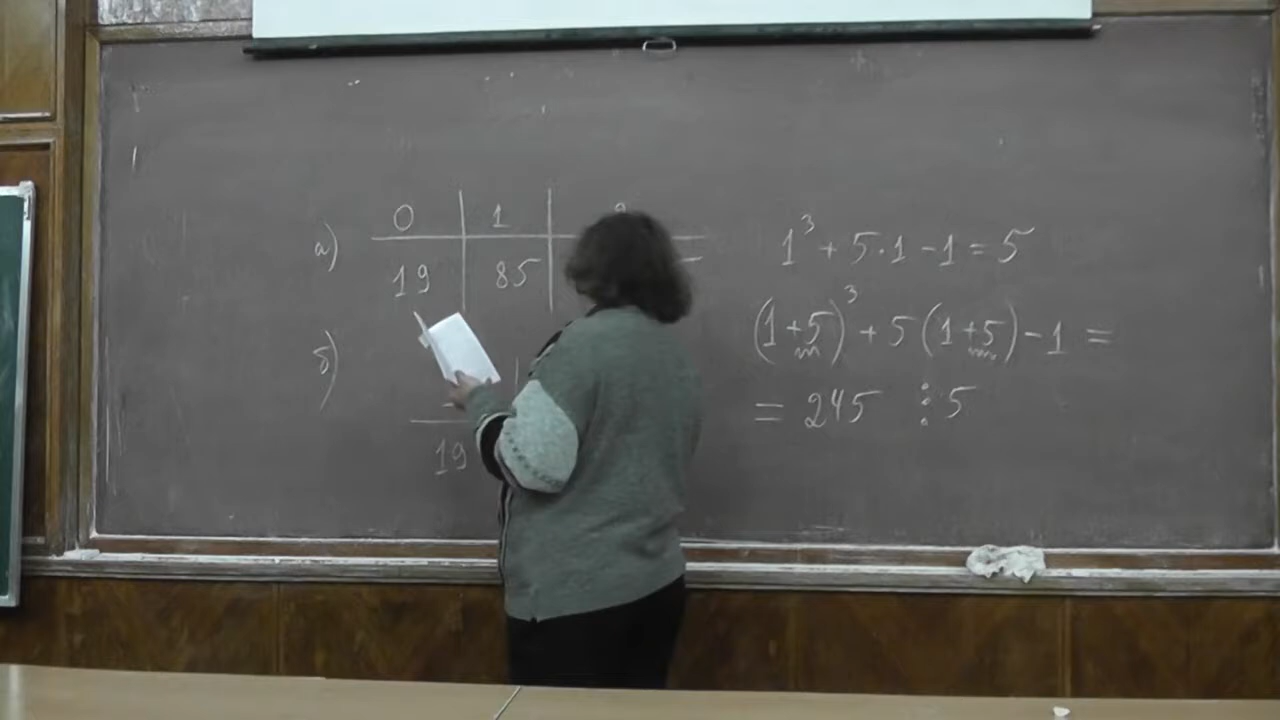 а) 0 1
19 85
б)
19
1³ + 5·1 − 1 = 5
(1+5)³ + 5(1+5) − 1 =
= 245 ⋮ 5